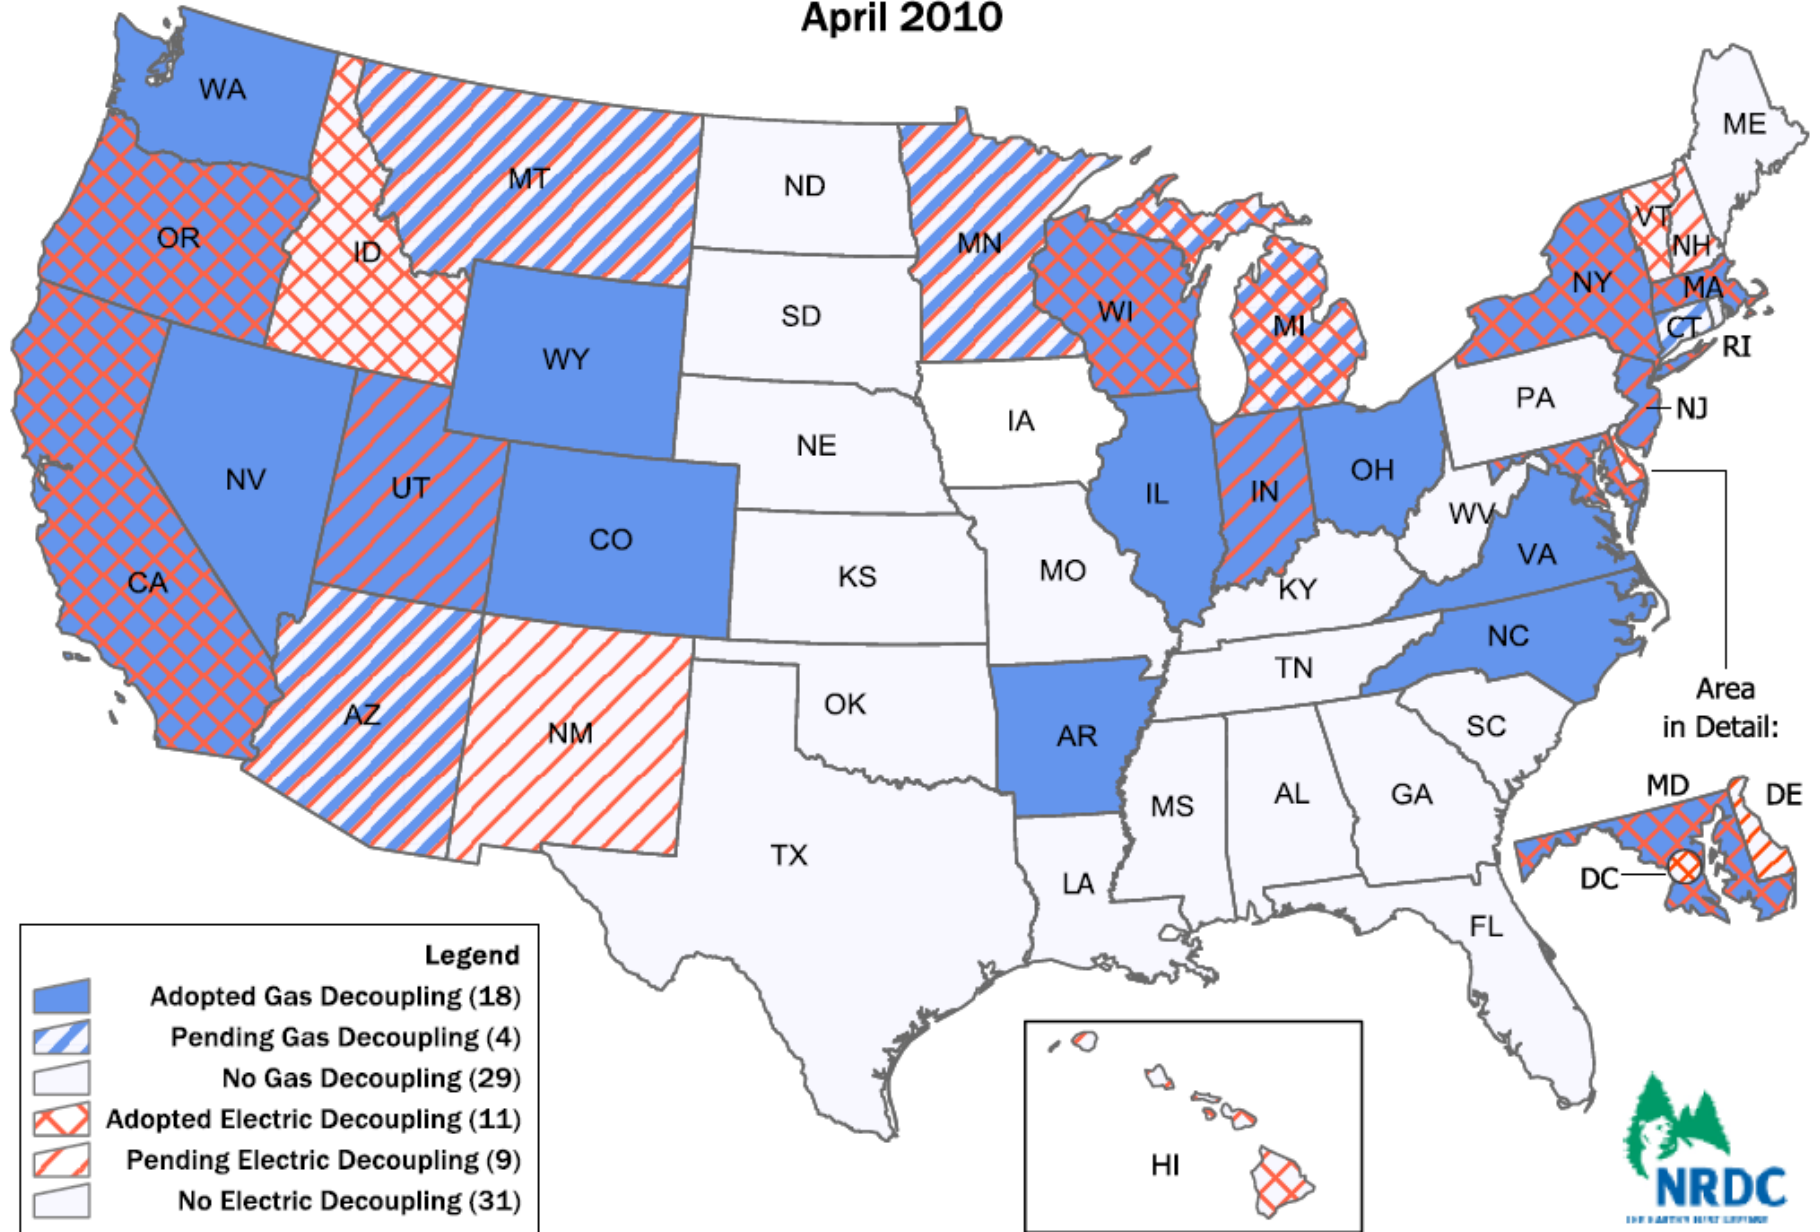 April 2010
WA
ME
MT
ND
VT
OR
ID
MN
NH
NY
MA
SD
WI
MI
CT
RI
WY
PA
NJ
IA
NE
NV
UT
OH
IL
IN
WV
CO
VA
KS
MO
CA
KY
NC
TN
Area
in Detail:
OK
AZ
NM
AR
SC
MS
AL
GA
MD
DE
TX
LA
DC
FL
Legend
Adopted Gas Decoupling (18)
Pending Gas Decoupling (4)
No Gas Decoupling (29)
Adopted Electric Decoupling (11)
Pending Electric Decoupling (9)
No Electric Decoupling (31)
HI
NRDC
THE EARTH'S BEST DEFENSE